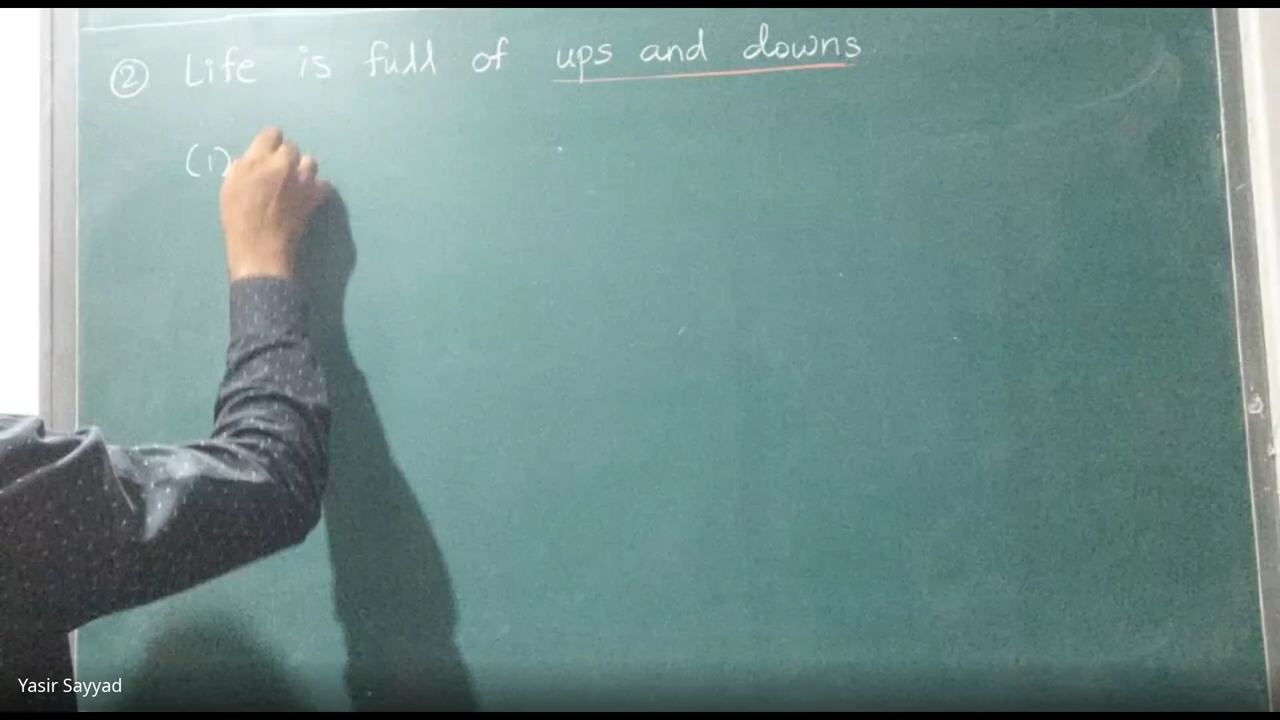 ② Life is full of ups and downs
(1)
Yasir Sayyad